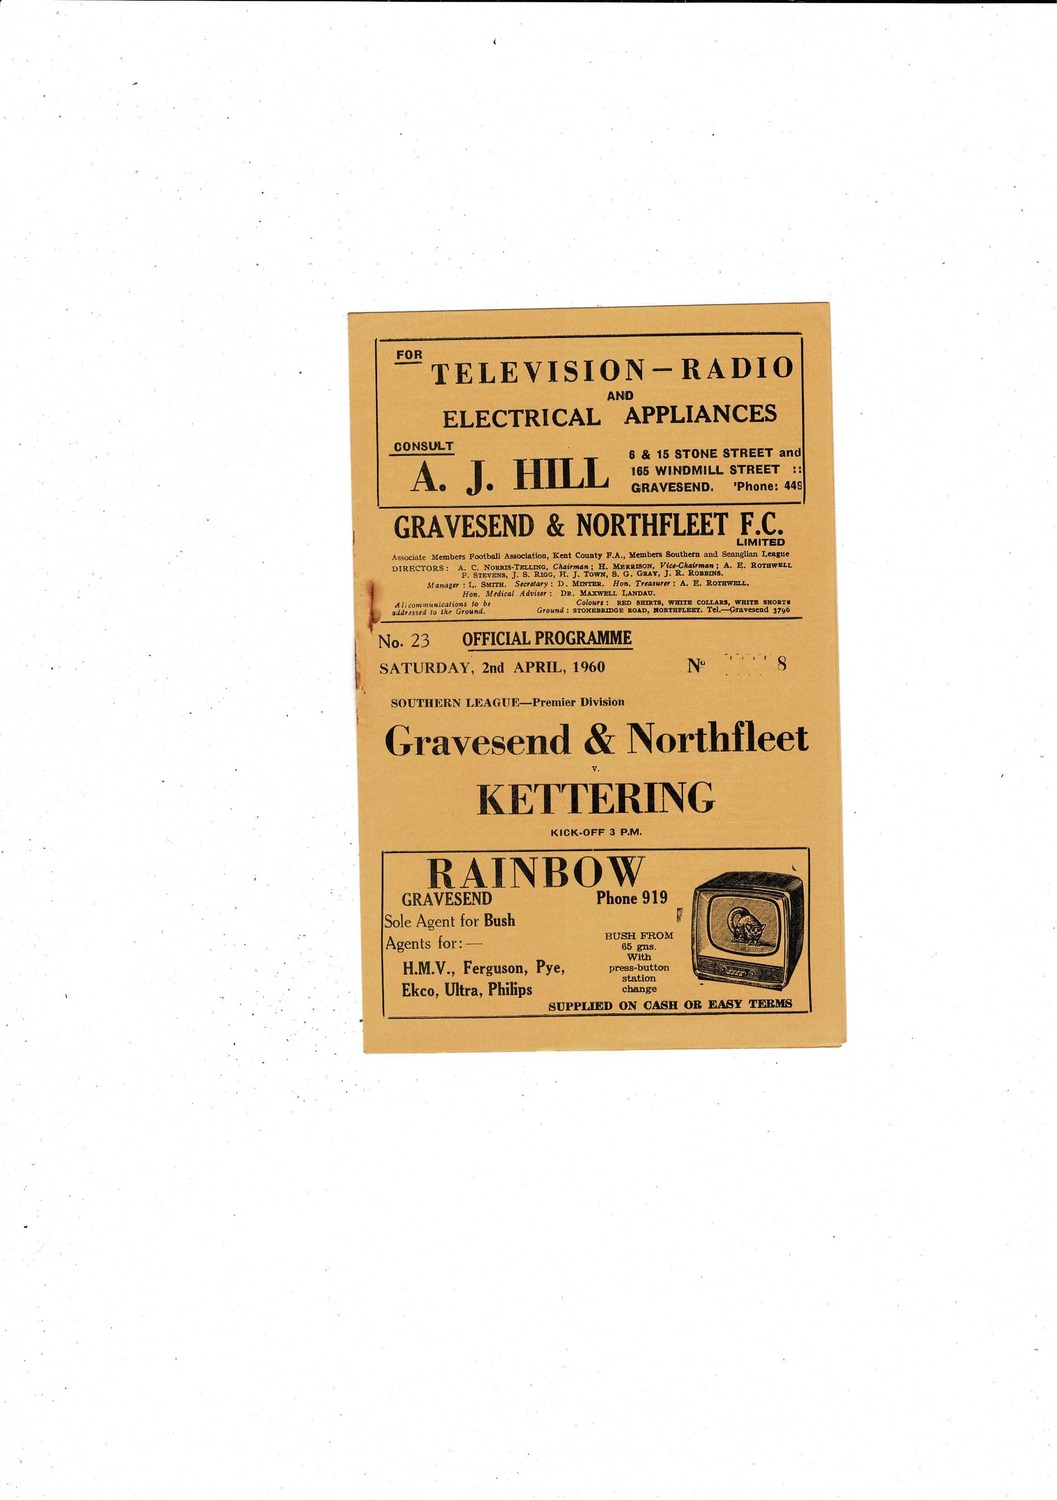 FOR
TELEVISION — RADIO
AND
ELECTRICAL APPLIANCES
CONSULT
A. J. HILL
6 & 15 STONE STREET and
165 WINDMILL STREET ::
GRAVESEND. 'Phone: 449
GRAVESEND & NORTHFLEET F.C.
LIMITED
Associate Members Football Association, Kent County F.A., Members Southern and Seanglian League
DIRECTORS: A. C. NORRIS-TELLING, Chairman; H. MERRISON, Vice-Chairman; A. E. ROTHWELL
F. STEVENS, J. S. RIGG, H. J. TOWN, S. G. GRAY, J. R. ROBBINS.
Manager: L. SMITH. Secretary: D. MINTER. Hon. Treasurer: A. E. ROTHWELL.
Hon. Medical Adviser: DR. MAXWELL LANDAU.
All communications to be
addressed to the Ground.
Colours: RED SHIRTS, WHITE COLLARS, WHITE SHORTS
Ground: STONEBRIDGE ROAD, NORTHFLEET. Tel.—Gravesend 3796
No. 23 OFFICIAL PROGRAMME
SATURDAY, 2nd APRIL, 1960 No 8
SOUTHERN LEAGUE—Premier Division
Gravesend & Northfleet
v.
KETTERING
KICK-OFF 3 P.M.
RAINBOW
GRAVESEND Phone 919
Sole Agent for Bush
Agents for:—
H.M.V., Ferguson, Pye,
Ekco, Ultra, Philips
BUSH FROM
65 gns.
With
press-button
station
change
SUPPLIED ON CASH OR EASY TERMS